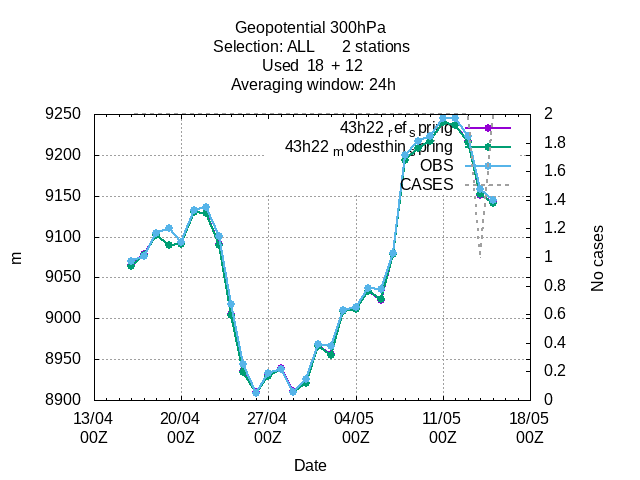 Geopotential 300hPa
Selection: ALL 2 stations
Used 18 + 12
Averaging window: 24h
9250 2
43h22 ref_spring 1.8
9200 43h22 modesthin_spring
OBS 1.6
9150 CASES 1.4
9100 1.2
m 9050 1 No cases
0.8
9000 0.6
8950 0.4
0.2
8900 0
13/04 20/04 27/04 04/05 11/05 18/05
00Z 00Z 00Z 00Z 00Z 00Z
Date